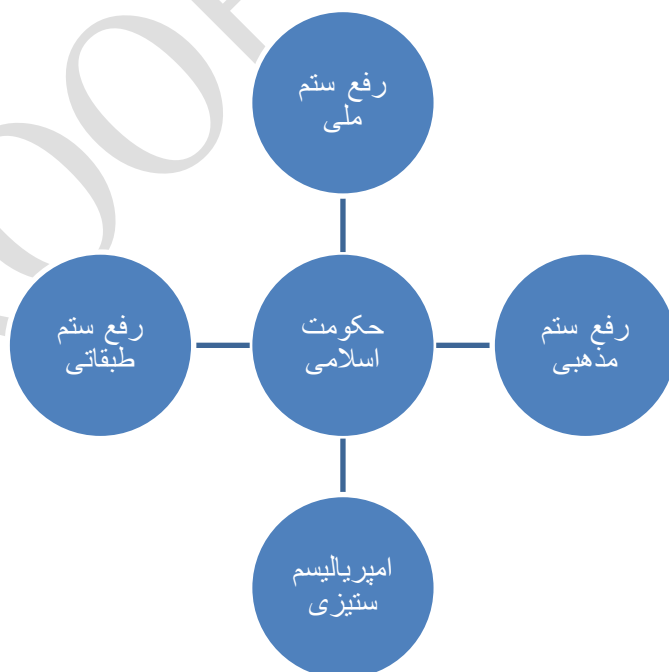 رفع ستم
ملی
رفع ستم
مذهبی
حکومت
اسلامی
رفع ستم
طبقاتی
امپریالیسم
ستیزی